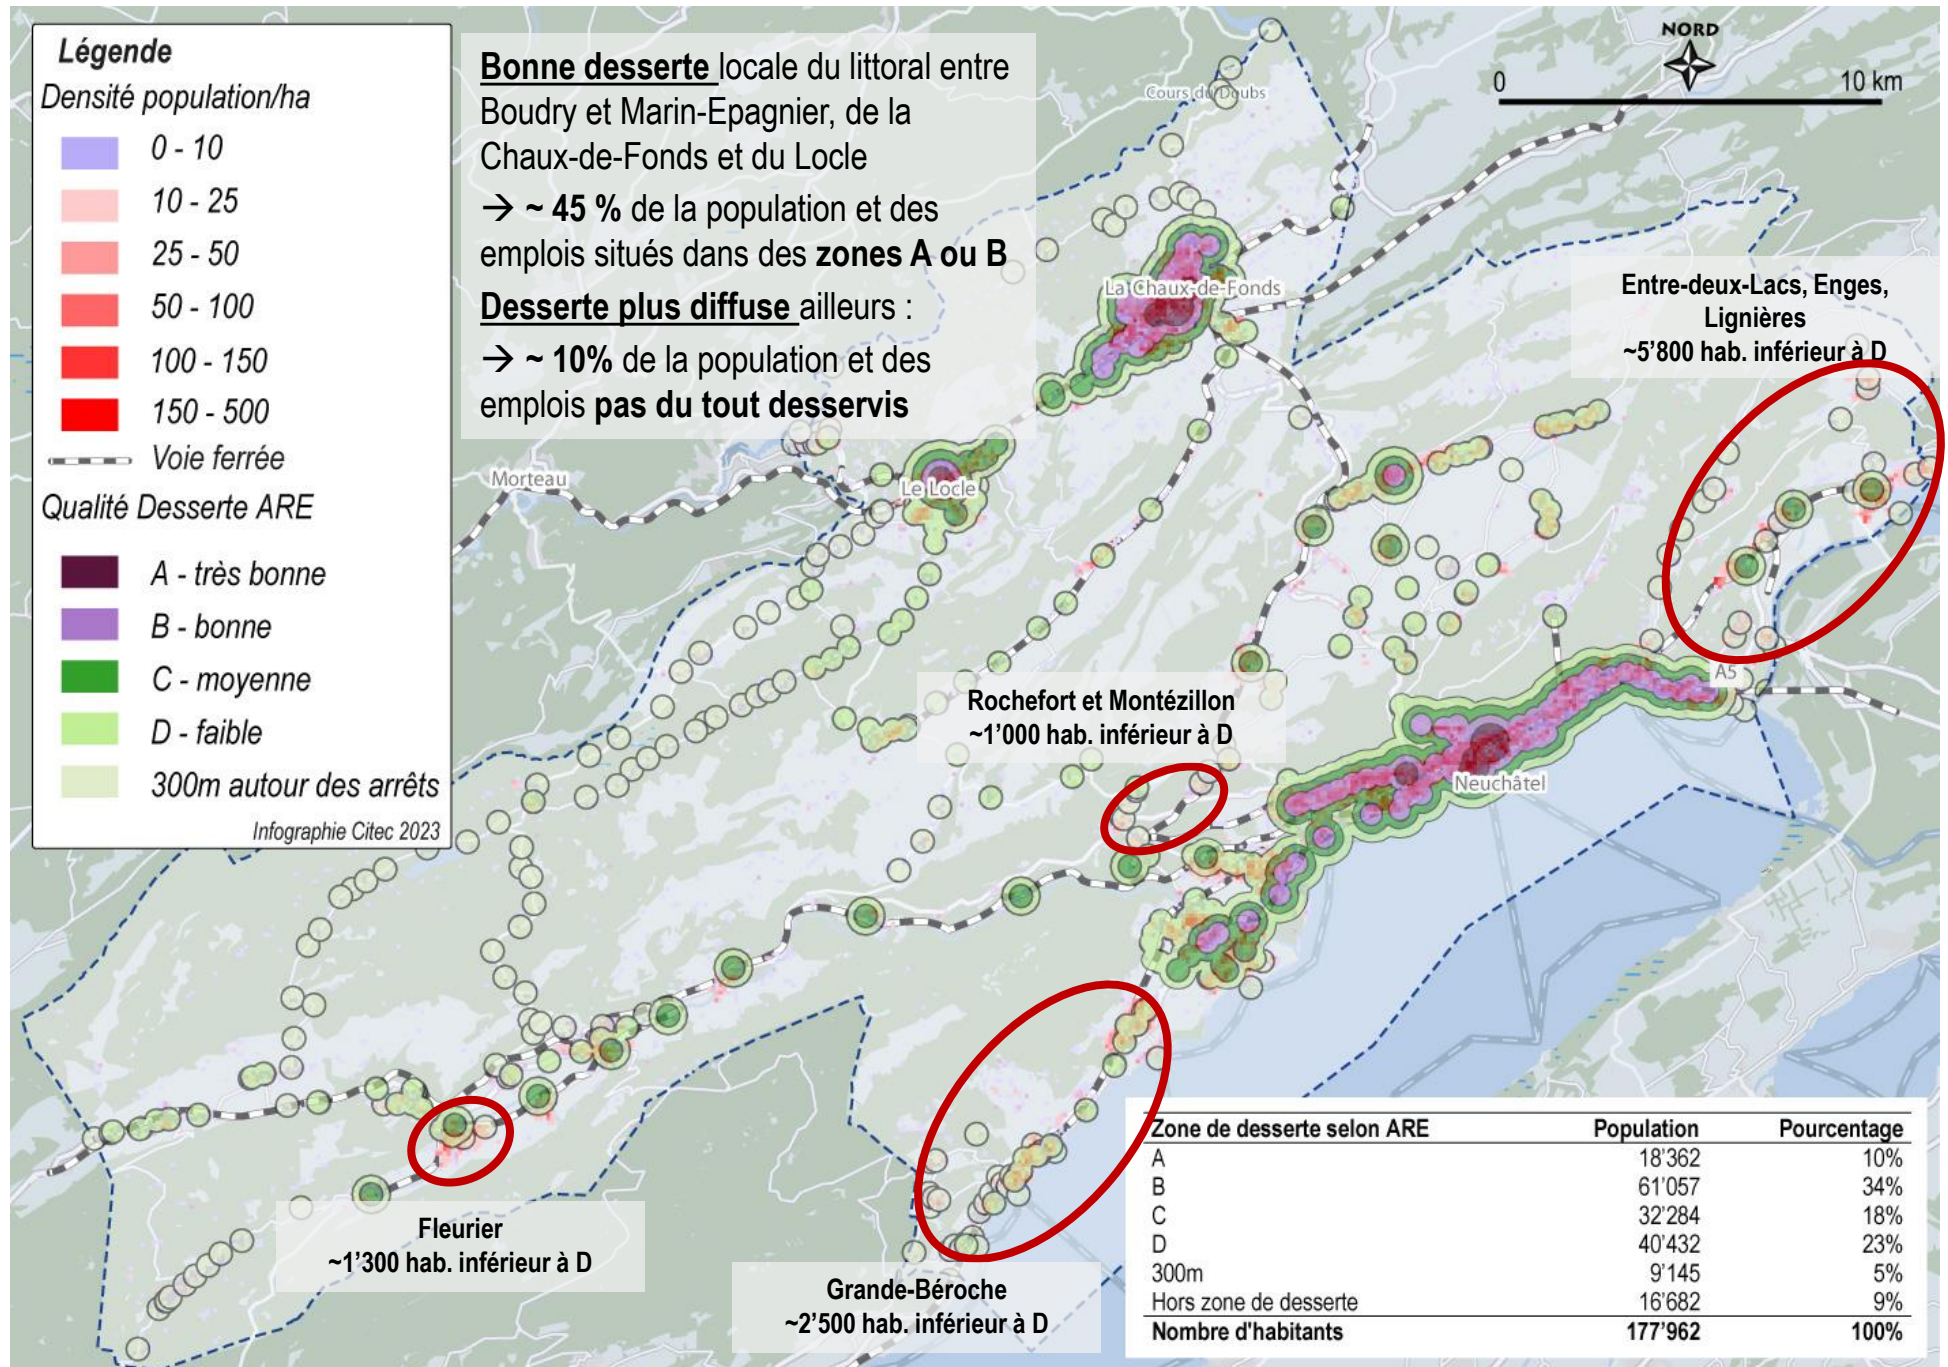 Légende
Densité population/ha
0 - 10
10 - 25
25 - 50
50 - 100
100 - 150
150 - 500
Voie ferrée
Qualité Desserte ARE
A - très bonne
B - bonne
C - moyenne
D - faible
300m autour des arrêts
Infographie Citec 2023
Bonne desserte locale du littoral entre
Boudry et Marin-Epagnier, de la
Chaux-de-Fonds et du Locle
→ ~ 45 % de la population et des
emplois situés dans des zones A ou B
Desserte plus diffuse ailleurs :
→ ~ 10% de la population et des
emplois pas du tout desservis
NORD
0 10 km
Cours du Doubs
La Chaux-de-Fonds
Entre-deux-Lacs, Enges,
Lignières
~5'800 hab. inférieur à D
Morteau
Le Locle
A5
Rochefort et Montézillon
~1'000 hab. inférieur à D
Neuchâtel
Fleurier
~1'300 hab. inférieur à D
Grande-Béroche
~2'500 hab. inférieur à D
Zone de desserte selon ARE Population Pourcentage
A 18'362 10%
B 61'057 34%
C 32'284 18%
D 40'432 23%
300m 9'145 5%
Hors zone de desserte 16'682 9%
Nombre d'habitants 177'962 100%